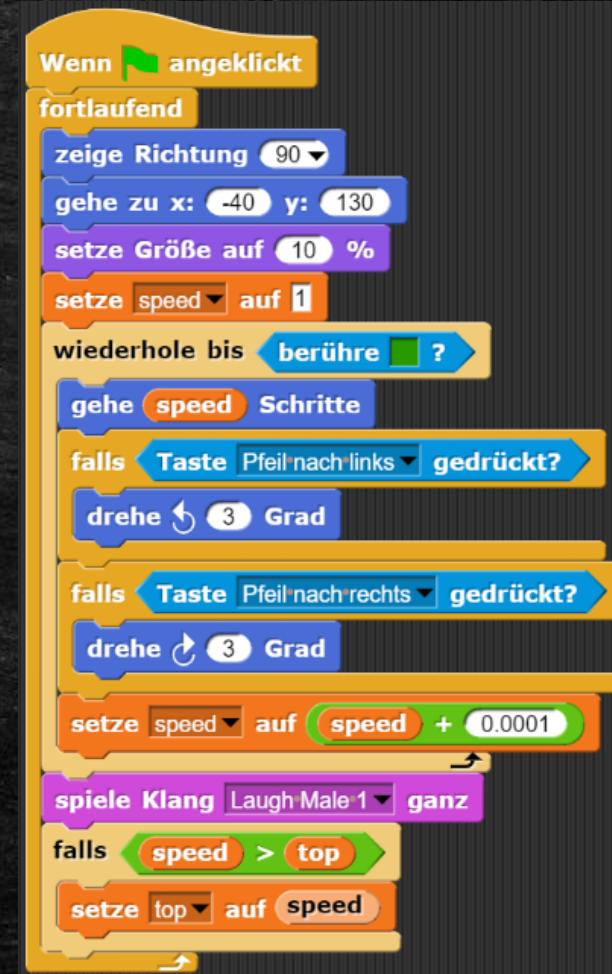 Wenn angeklickt
fortlaufend
zeige Richtung 90
gehe zu x: -40 y: 130
setze Größe auf 10 %
setze speed auf 1
wiederhole bis berühre ?
gehe speed Schritte
falls Taste Pfeil nach links gedrückt?
drehe 3 Grad
falls Taste Pfeil nach rechts gedrückt?
drehe 3 Grad
setze speed auf speed + 0.0001
spiele Klang Laugh Male 1 ganz
falls speed > top
setze top auf speed